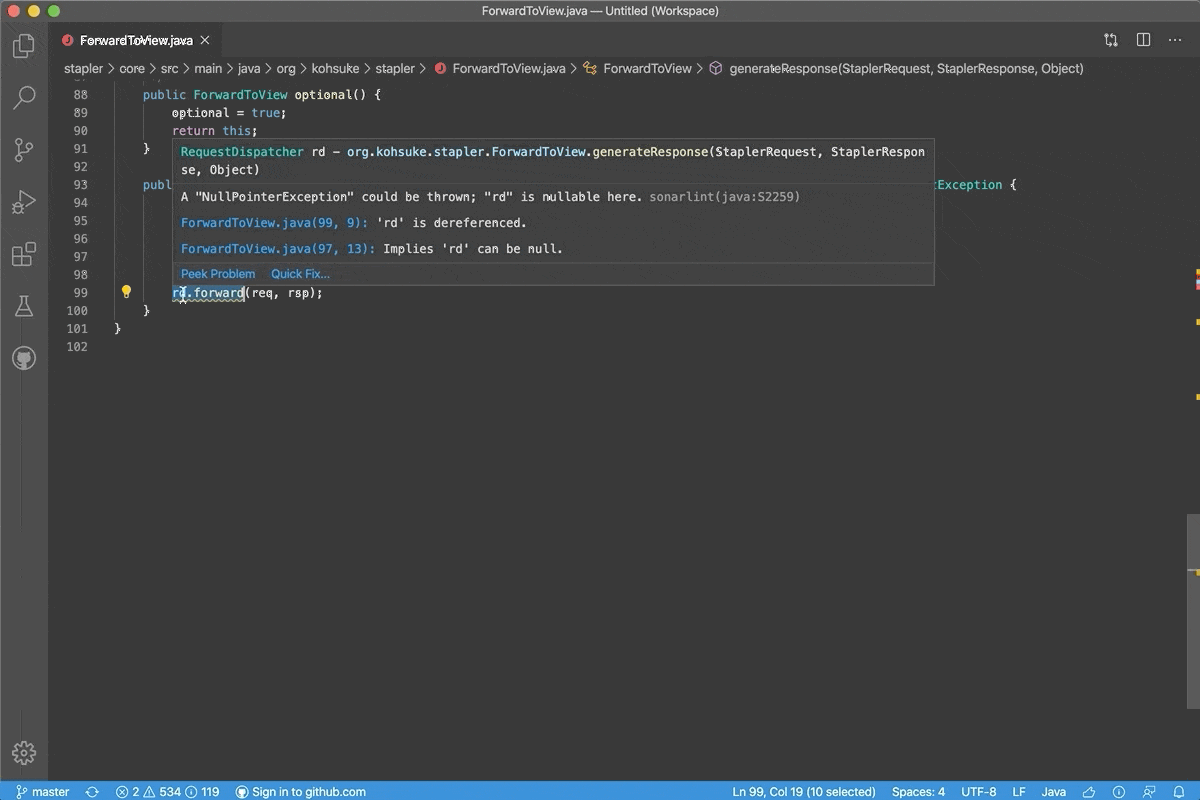 ForwardToView.java — Untitled (Workspace)
ForwardToView.java
stapler > core > src > main > java > org > kohsuke > stapler > ForwardToView.java > ForwardToView > generateResponse(StaplerRequest, StaplerResponse, Object)
88 public ForwardToView optional() {
89 optional = true;
90 return this;
91 }
RequestDispatcher rd - org.kohsuke.stapler.ForwardToView.generateResponse(StaplerRequest, StaplerRespon
se, Object)
92
93 publ tException {
94
A "NullPointerException" could be thrown; "rd" is nullable here. sonarlint(java:S2259)
95
ForwardToView.java(99, 9): 'rd' is dereferenced.
96
97
ForwardToView.java(97, 13): Implies 'rd' can be null.
98
Peek Problem Quick Fix...
99 rd.forward(req, rsp);
100 }
101 }
102
master 2 534 119 Sign in to github.com Ln 99, Col 19 (10 selected) Spaces: 4 UTF-8 LF Java